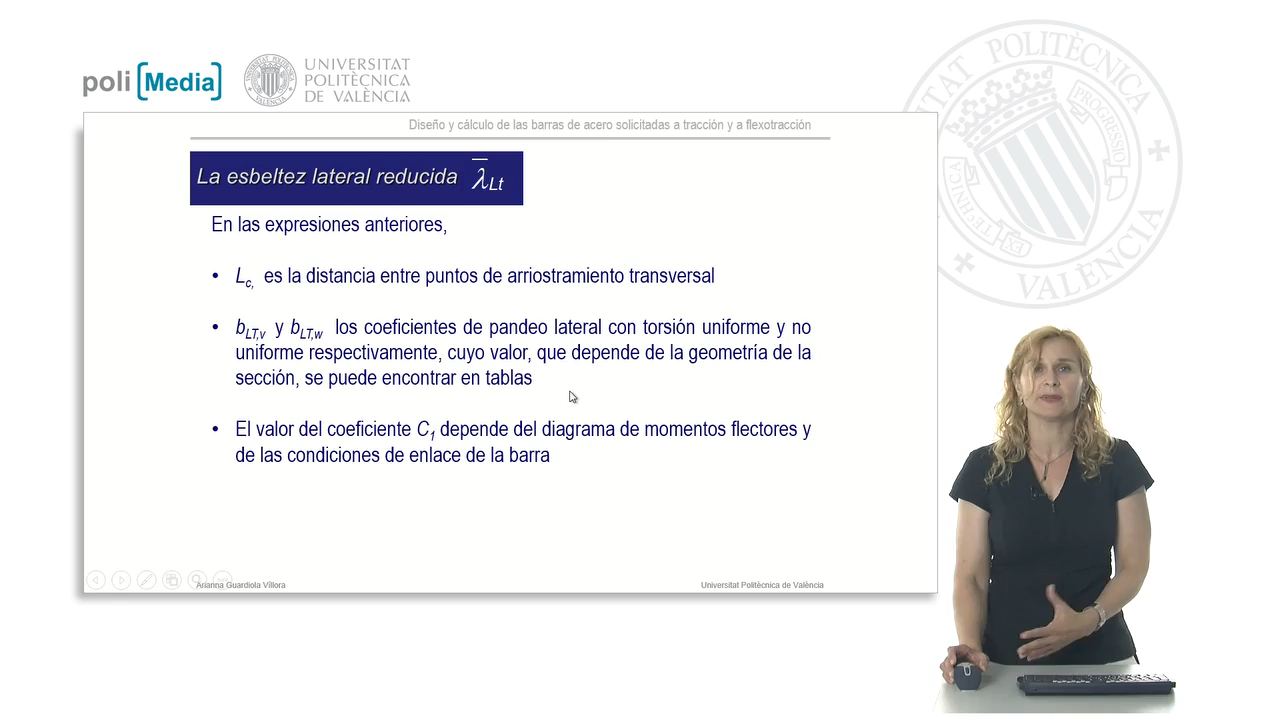 poli [Media]
UNIVERSITAT
POLITÈCNICA
DE VALÈNCIA
Diseño y cálculo de las barras de acero solicitadas a tracción y a flexotracción
La esbeltez lateral reducida λ̅Lt
En las expresiones anteriores,
• Lc, es la distancia entre puntos de arriostramiento transversal
• bLT,v y bLT,w los coeficientes de pandeo lateral con torsión uniforme y no
uniforme respectivamente, cuyo valor, que depende de la geometría de la
sección, se puede encontrar en tablas
• El valor del coeficiente C1 depende del diagrama de momentos flectores y
de las condiciones de enlace de la barra
Arianna Guardiola Víllora
Universitat Politècnica de València
POLITÈCNICA
VALÈNCIA
PROGRESSIO